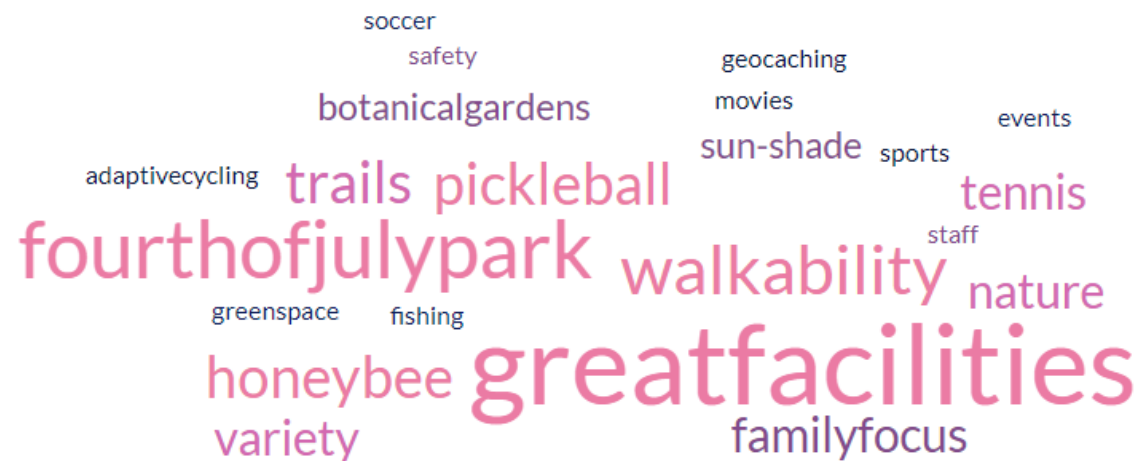 soccer
safety
geocaching
botanicalgardens
movies
events
sun-shade
sports
adaptivecycling
trails
pickleball
tennis
fourthofjulypark
staff
walkability
nature
greenspace
fishing
honeybee
greatfacilities
variety
familyfocus